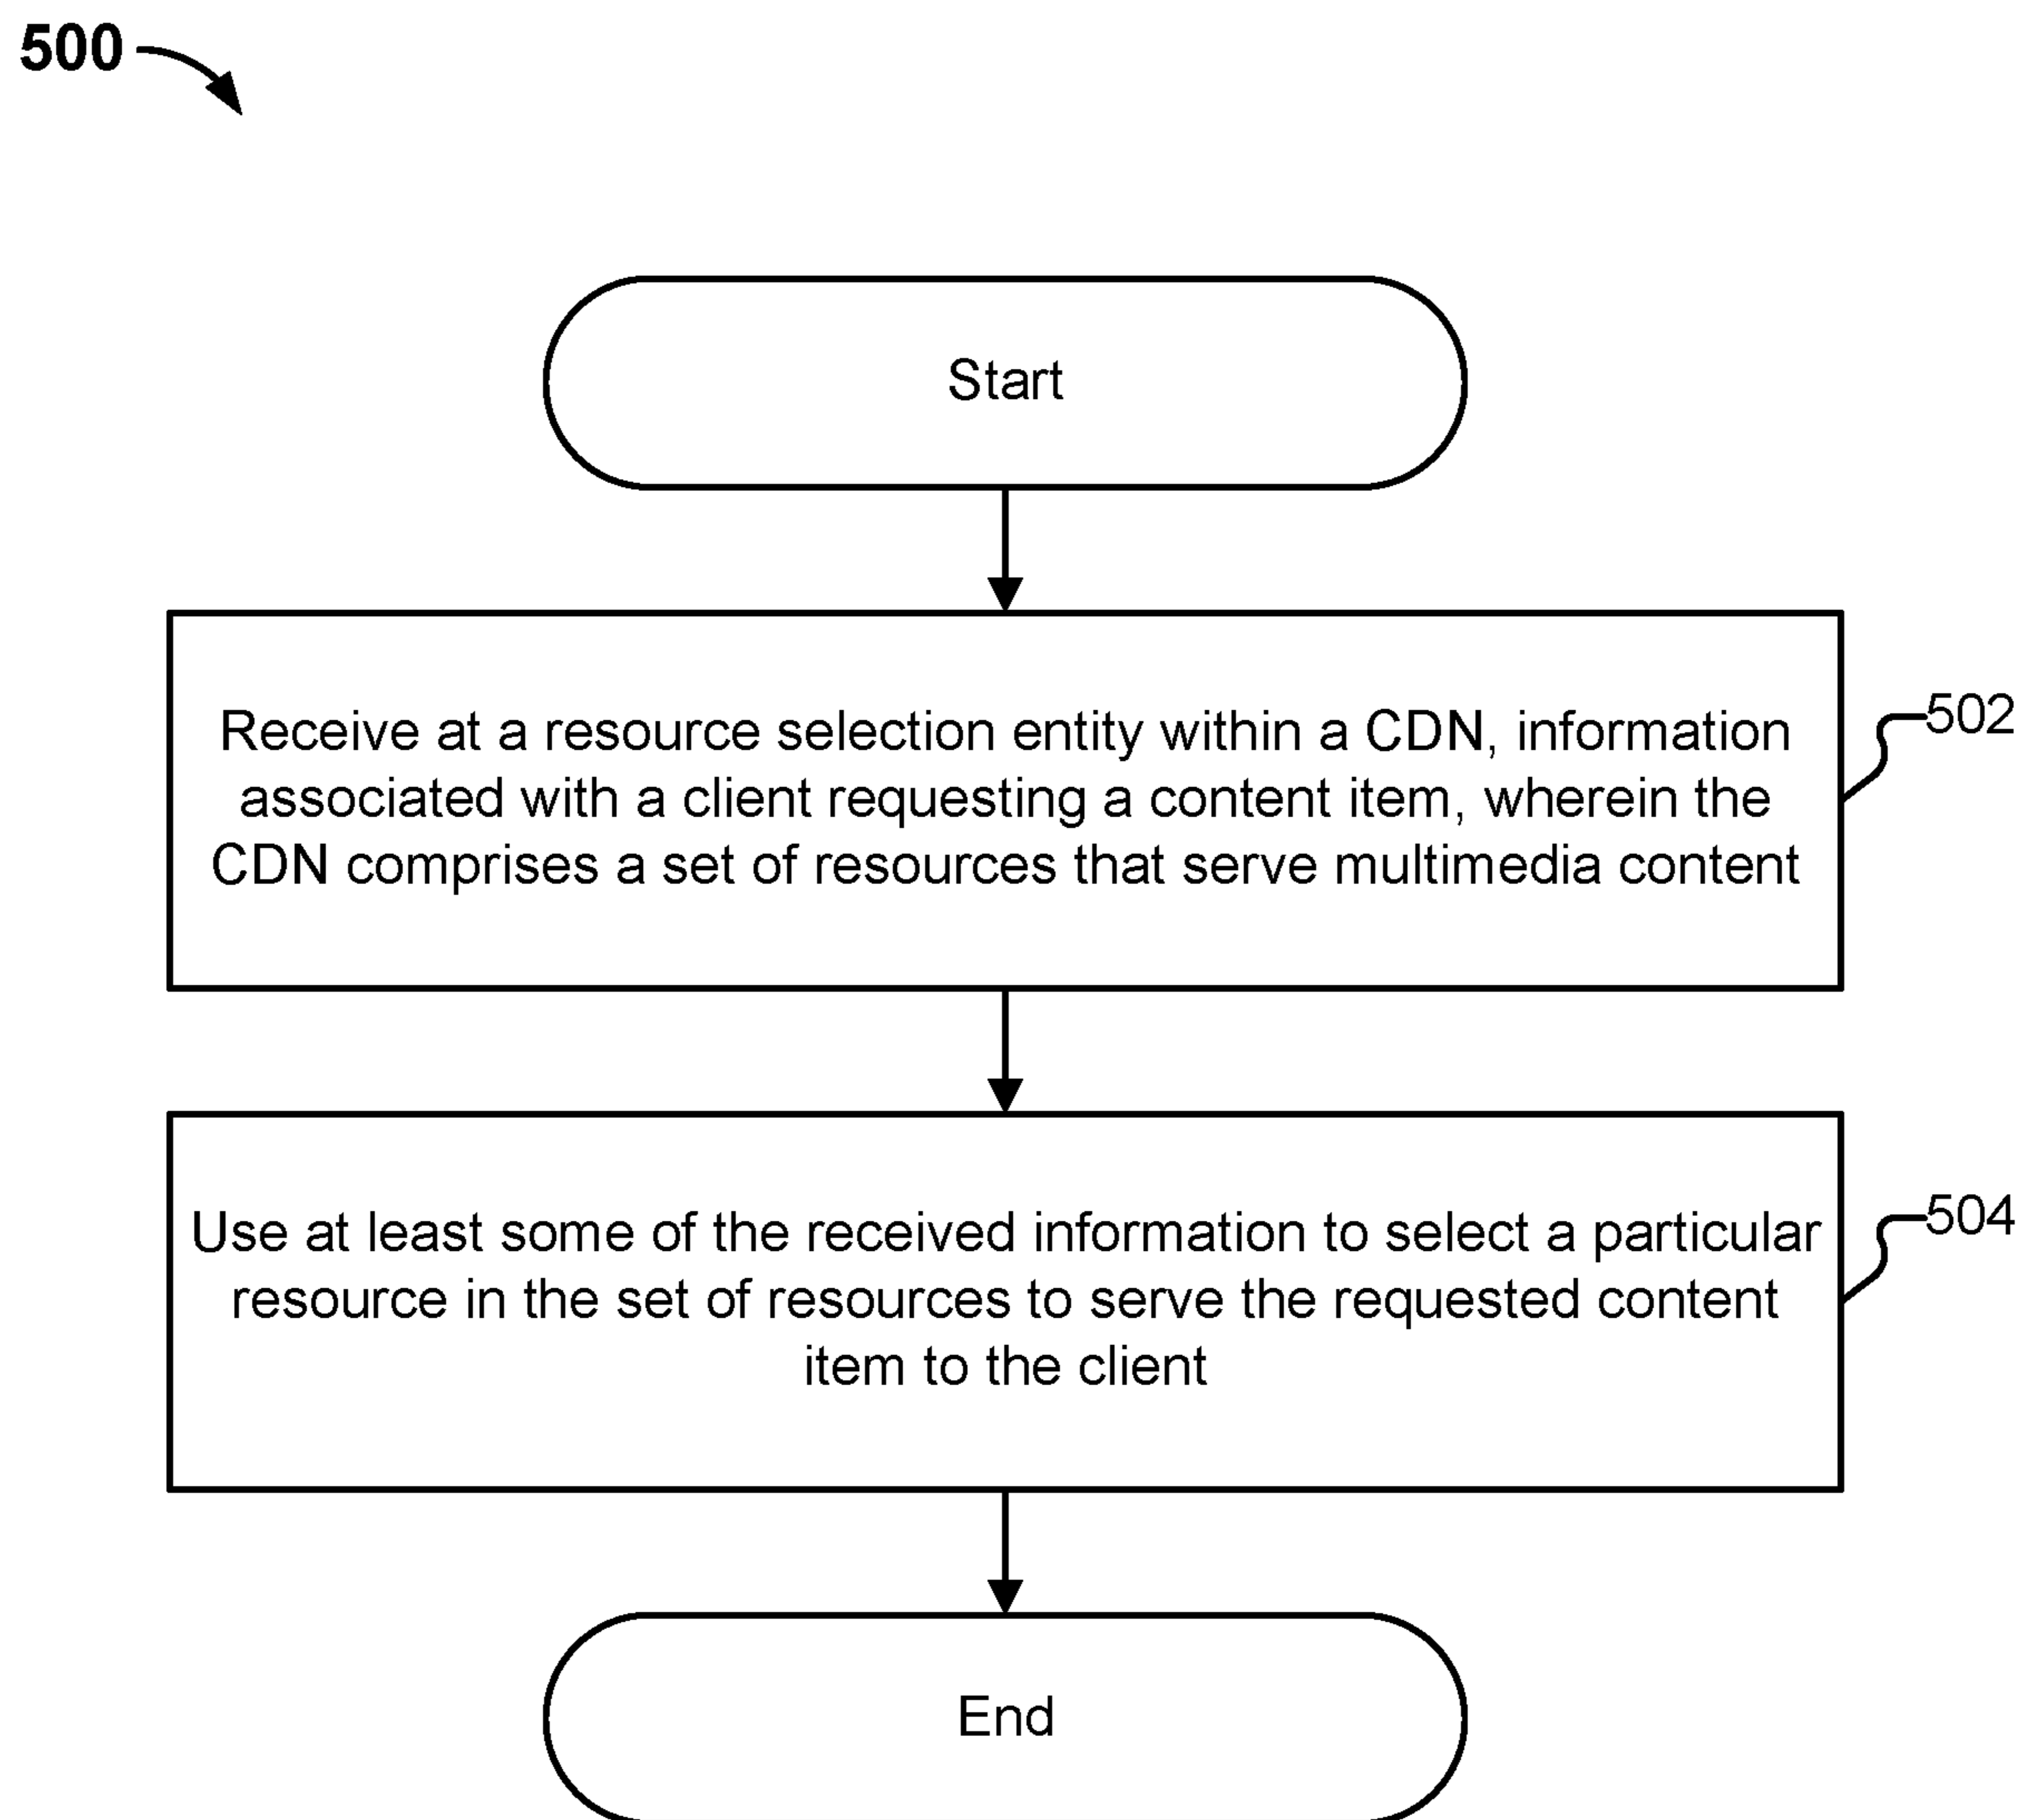 500
Start
Receive at a resource selection entity within a CDN, information
associated with a client requesting a content item, wherein the
CDN comprises a set of resources that serve multimedia content
502
Use at least some of the received information to select a particular
resource in the set of resources to serve the requested content
item to the client
504
End